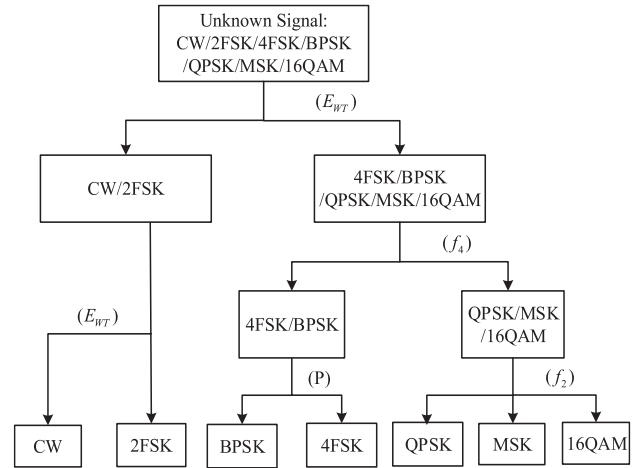 Unknown Signal:
CW/2FSK/4FSK/BPSK
/QPSK/MSK/16QAM
(E_WT)
CW/2FSK
4FSK/BPSK
/QPSK/MSK/16QAM
(f_4)
(E_WT)
4FSK/BPSK
QPSK/MSK
/16QAM
(P)
(f_2)
CW
2FSK
BPSK
4FSK
QPSK
MSK
16QAM